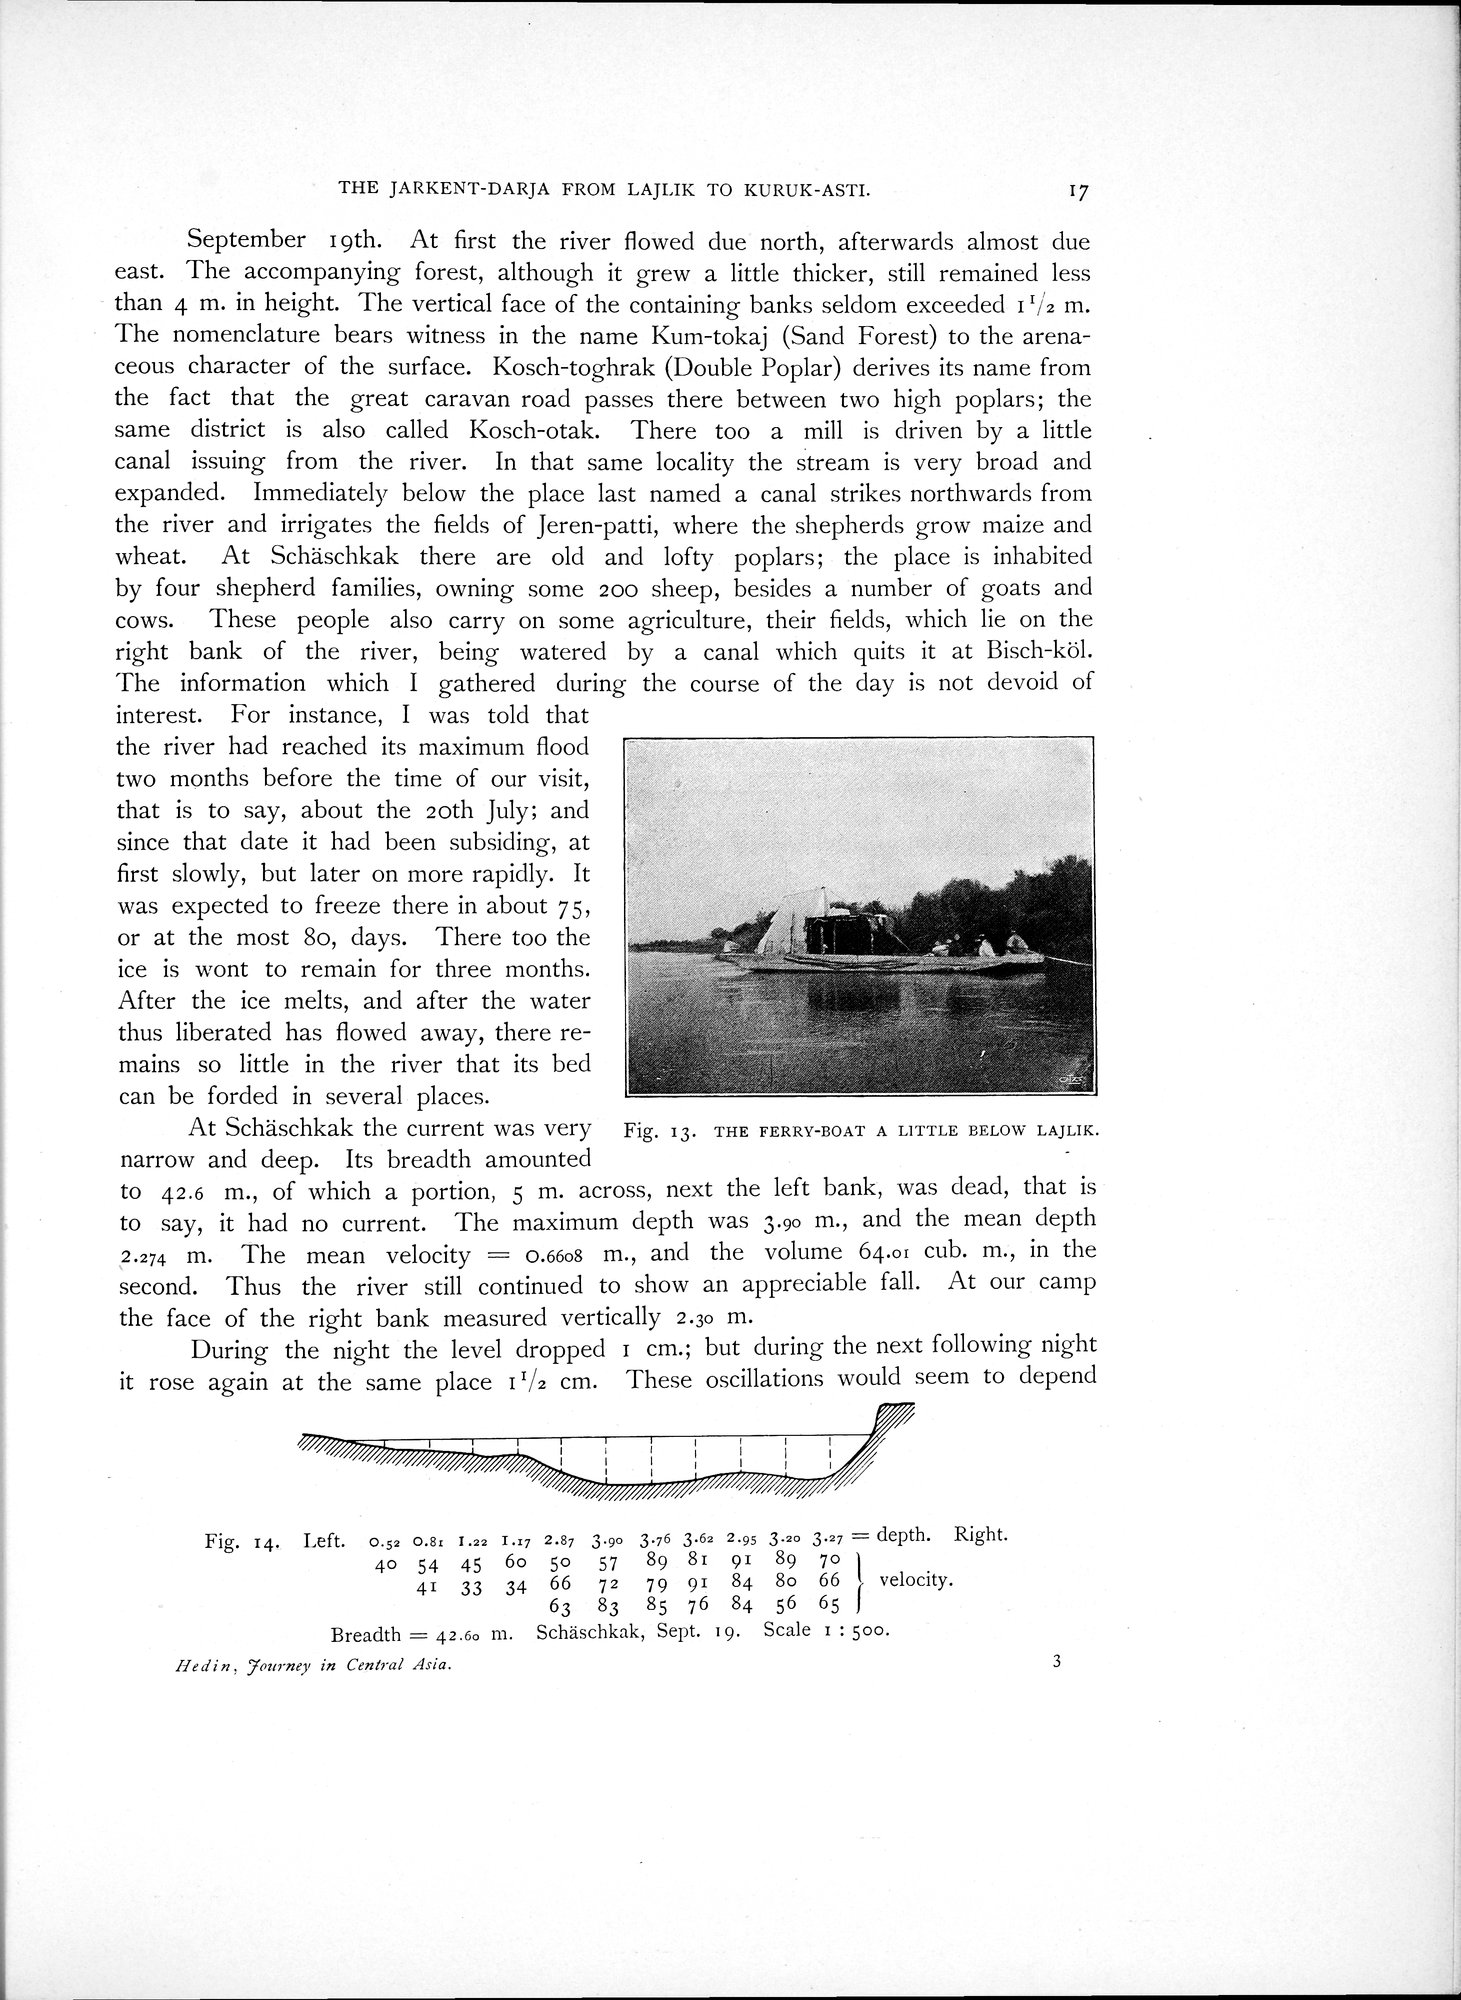 THE JARKENT-DARJA FROM LAJLIK TO KURUK-ASTI. 17
September 19th. At first the river flowed due north, afterwards almost due
east. The accompanying forest, although it grew a little thicker, still remained less
than 4 m. in height. The vertical face of the containing banks seldom exceeded 1 1/2 m.
The nomenclature bears witness in the name Kum-tokaj (Sand Forest) to the arena-
ceous character of the surface. Kosch-toghrak (Double Poplar) derives its name from
the fact that the great caravan road passes there between two high poplars; the
same district is also called Kosch-otak. There too a mill is driven by a little
canal issuing from the river. In that same locality the stream is very broad and
expanded. Immediately below the place last named a canal strikes northwards from
the river and irrigates the fields of Jeren-patti, where the shepherds grow maize and
wheat. At Schäschkak there are old and lofty poplars; the place is inhabited
by four shepherd families, owning some 200 sheep, besides a number of goats and
cows. These people also carry on some agriculture, their fields, which lie on the
right bank of the river, being watered by a canal which quits it at Bisch-köl.
The information which I gathered during the course of the day is not devoid of
interest. For instance, I was told that
the river had reached its maximum flood
two months before the time of our visit,
that is to say, about the 20th July; and
since that date it had been subsiding, at
first slowly, but later on more rapidly. It
was expected to freeze there in about 75,
or at the most 80, days. There too the
ice is wont to remain for three months.
After the ice melts, and after the water
thus liberated has flowed away, there re-
mains so little in the river that its bed
can be forded in several places.
At Schäschkak the current was very
narrow and deep. Its breadth amounted
Fig. 13. THE FERRY-BOAT A LITTLE BELOW LAJLIK.
to 42.6 m., of which a portion, 5 m. across, next the left bank, was dead, that is
to say, it had no current. The maximum depth was 3.90 m., and the mean depth
2.274 m. The mean velocity = 0.6608 m., and the volume 64.01 cub. m., in the
second. Thus the river still continued to show an appreciable fall. At our camp
the face of the right bank measured vertically 2.30 m.
During the night the level dropped 1 cm.; but during the next following night
it rose again at the same place 1 1/2 cm. These oscillations would seem to depend
Fig. 14. Left. 0.52 0.81 1.22 1.17 2.87 3.90 3.76 3.62 2.95 3.20 3.27 = depth. Right.
40 54 45 60 50 57 89 81 91 89 70
41 33 34 66 72 79 91 84 80 66 } velocity.
63 83 85 76 84 56 65
Breadth = 42.60 m. Schäschkak, Sept. 19. Scale 1 : 500.
Hedin, Journey in Central Asia. 3